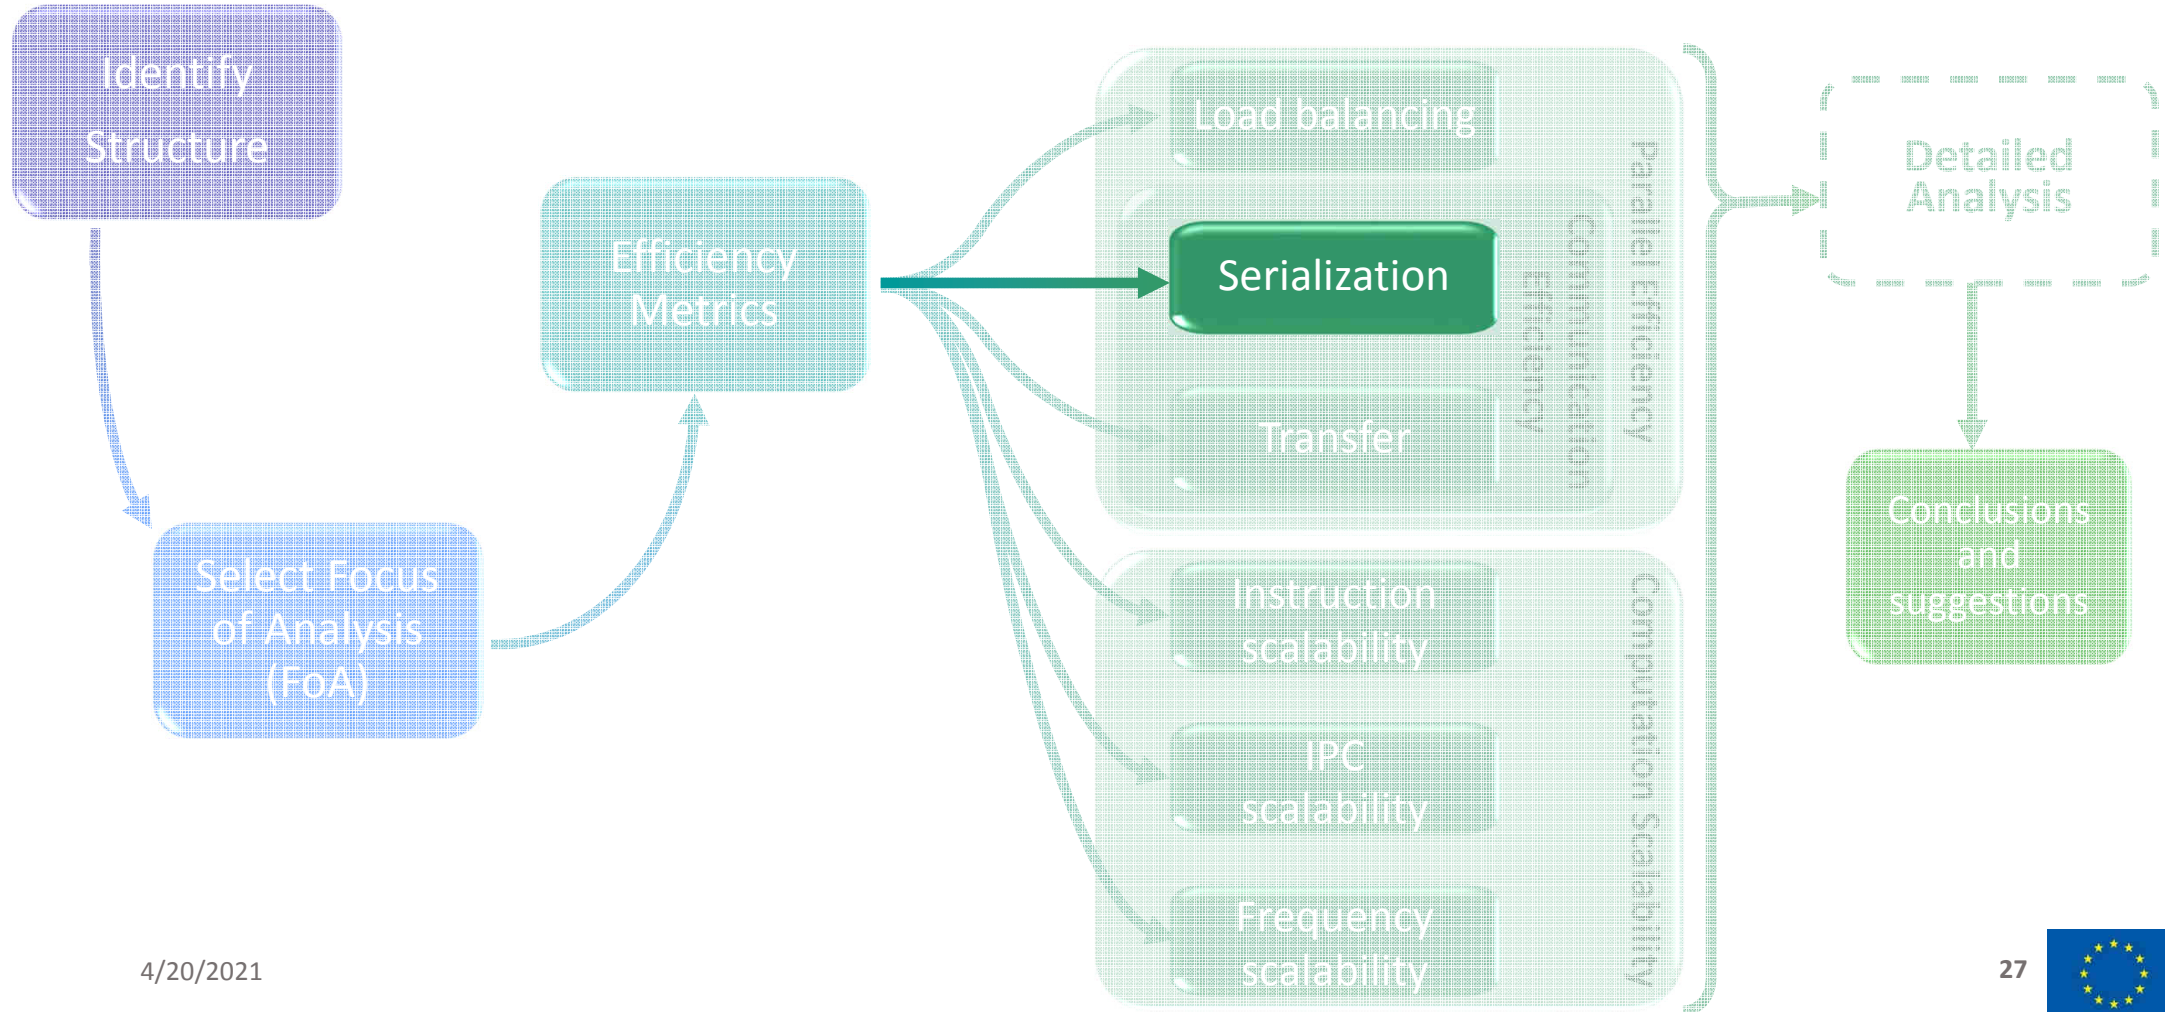 Identify
Structure
Select Focus
of Analysis
(FoA)
Efficiency
Metrics
Load balancing
Serialization
Transfer
Communication
Efficiency
Parallel Efficiency
Instruction
scalability
IPC
scalability
Frequency
scalability
Computation Scalability
Detailed
Analysis
Conclusions
and
suggestions
4/20/2021
27